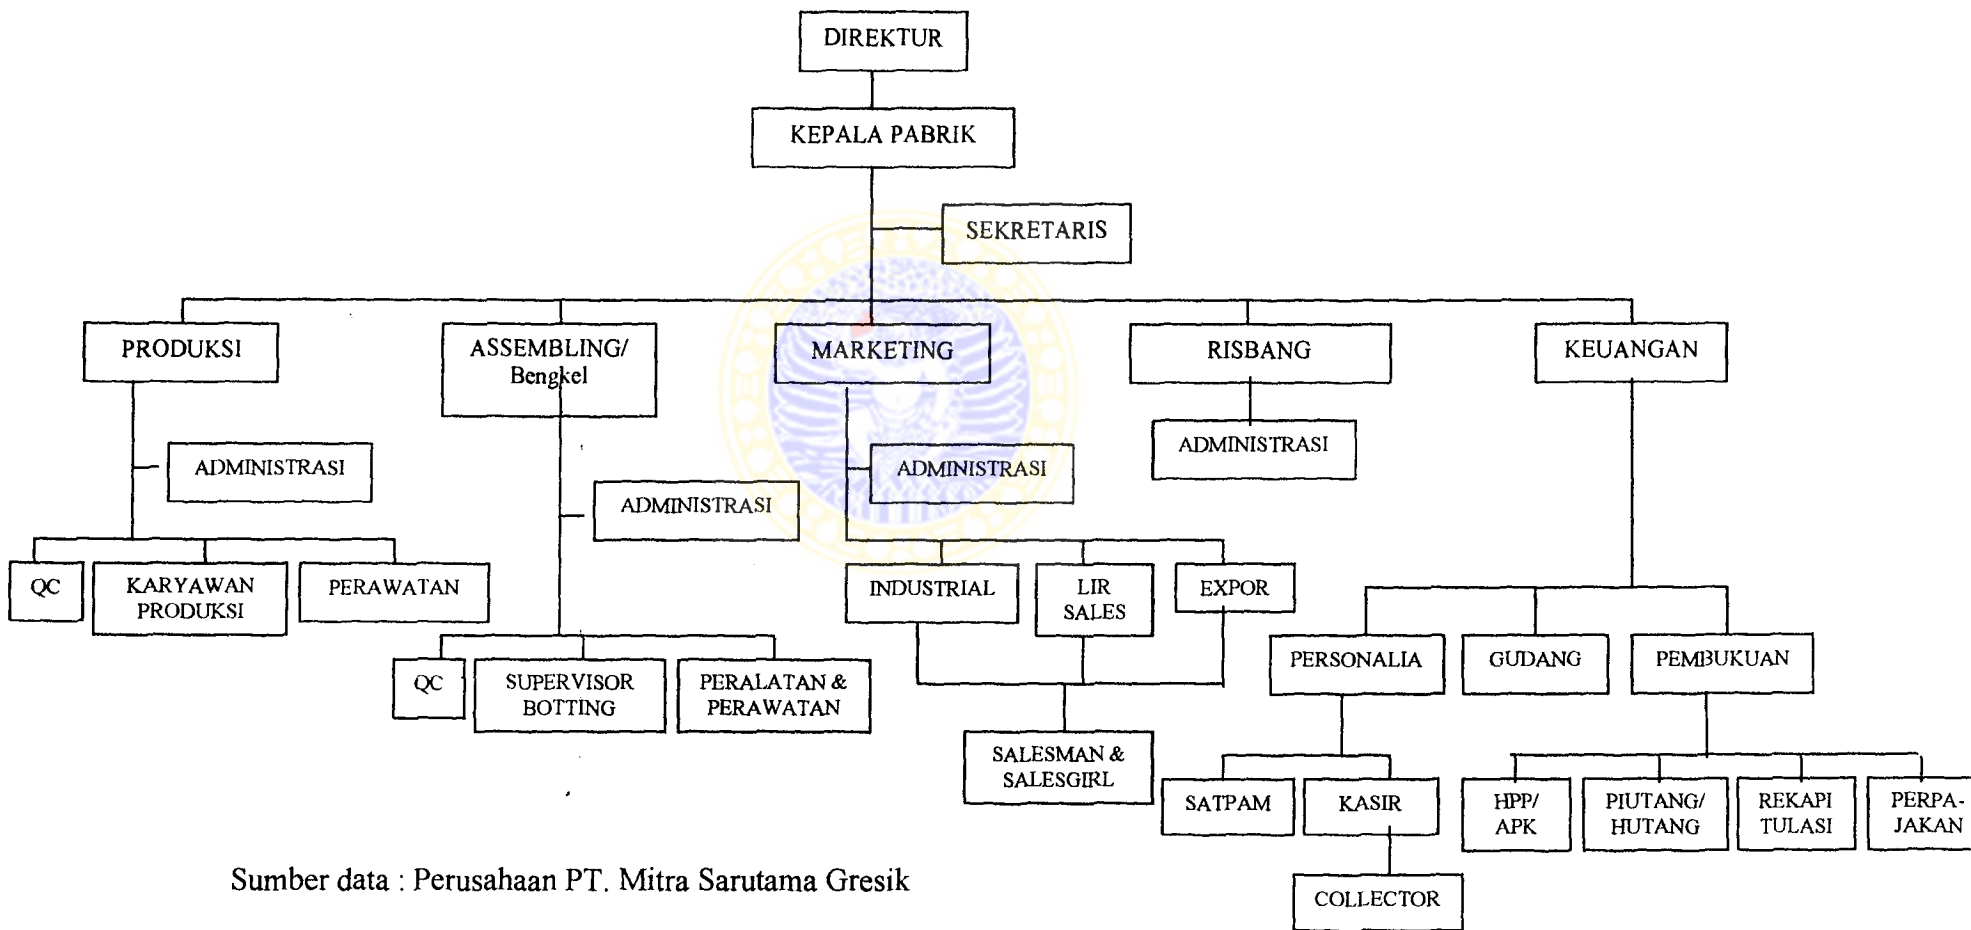 DIREKTUR
KEPALA PABRIK
SEKRETARIS
PRODUKSI
ASSEMBLING/
Bengkel
MARKETING
RISBANG
KEUANGAN
ADMINISTRASI
ADMINISTRASI
ADMINISTRASI
ADMINISTRASI
QC
KARYAWAN
PRODUKSI
PERAWATAN
QC
SUPERVISOR
BOTTING
PERALATAN &
PERAWATAN
INDUSTRIAL
LIR
SALES
EXPOR
SALESMAN &
SALESGIRL
PERSONALIA
GUDANG
PEMBUKUAN
SATPAM
KASIR
HPP/
APK
PIUTANG/
HUTANG
REKAPI
TULASI
PERPA-
JAKAN
COLLECTOR
Sumber data : Perusahaan PT. Mitra Sarutama Gresik